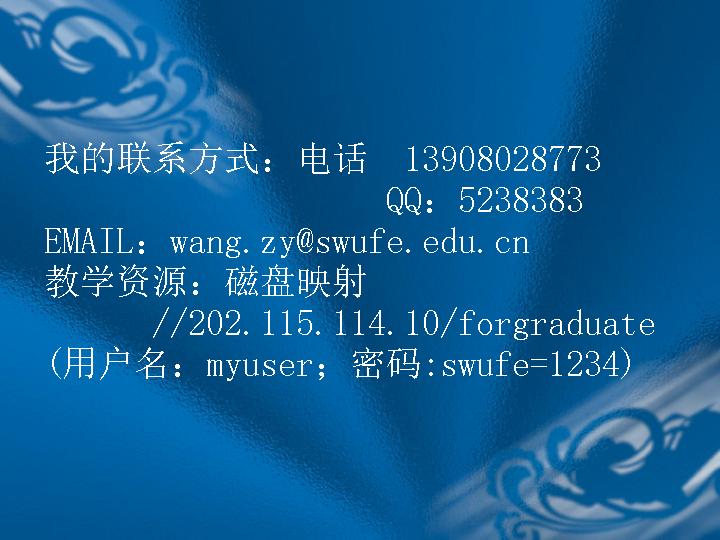 我的联系方式：电话 13908028773
QQ：5238383
EMAIL：wang.zy@swufe.edu.cn
教学资源：磁盘映射
//202.115.114.10/forgraduate
(用户名：myuser；密码:swufe=1234)